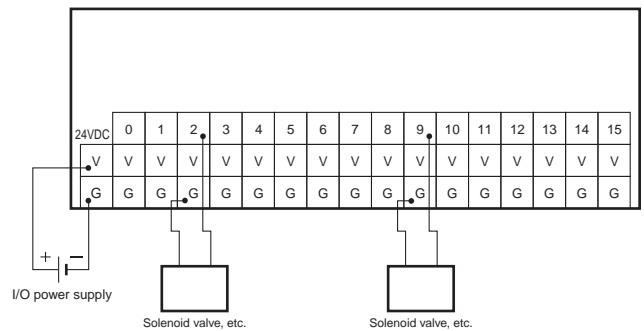 24VDC 0 1 2 3 4 5 6 7 8 9 10 11 12 13 14 15
V V V V V V V V V V V V V V V V V
G G G G G G G G G G G G G G G G G
+ −
I/O power supply
Solenoid valve, etc. Solenoid valve, etc.